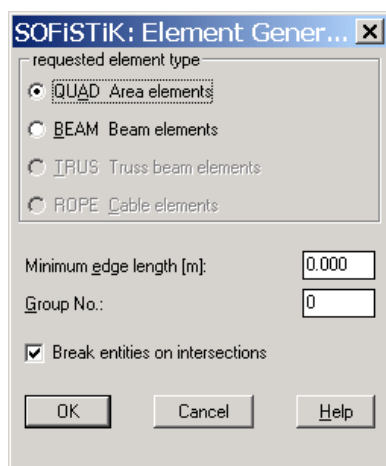 SOFiSTiK: Element Gener...
requested element type
QUAD Area elements
BEAM Beam elements
TRUS Truss beam elements
ROPE Cable elements
Minimum edge length [m]: 0.000
Group No.: 0
Break entities on intersections
OK Cancel Help